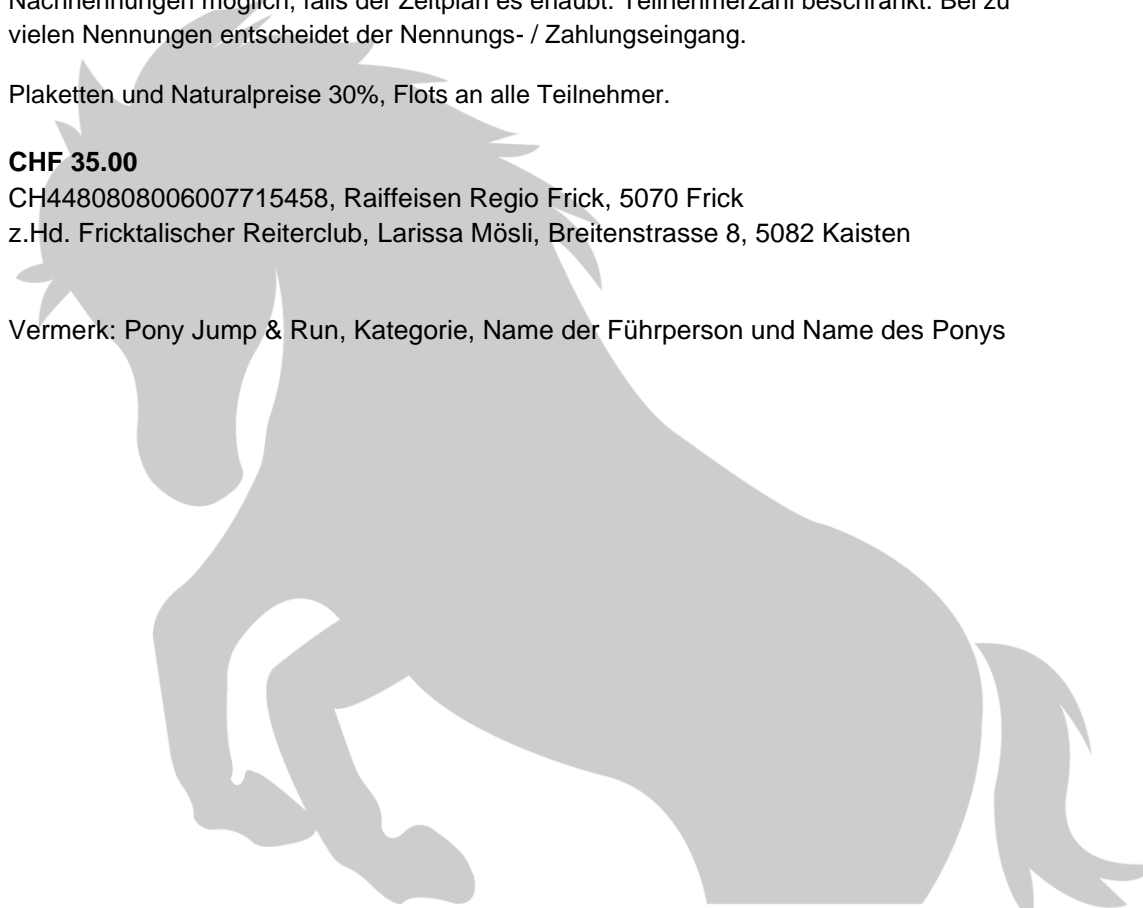 Nachnennungen möglich, falls der Zeitplan es erlaubt. Teilnehmerzahl beschränkt. Bei zu
vielen Nennungen entscheidet der Nennungs- / Zahlungseingang.
Plaketten und Naturalpreise 30%, Flots an alle Teilnehmer.
CHF 35.00
CH4480808006007715458, Raiffeisen Regio Frick, 5070 Frick
z.Hd. Fricktalischer Reiterclub, Larissa Mösli, Breitenstrasse 8, 5082 Kaisten
Vermerk: Pony Jump & Run, Kategorie, Name der Führperson und Name des Ponys